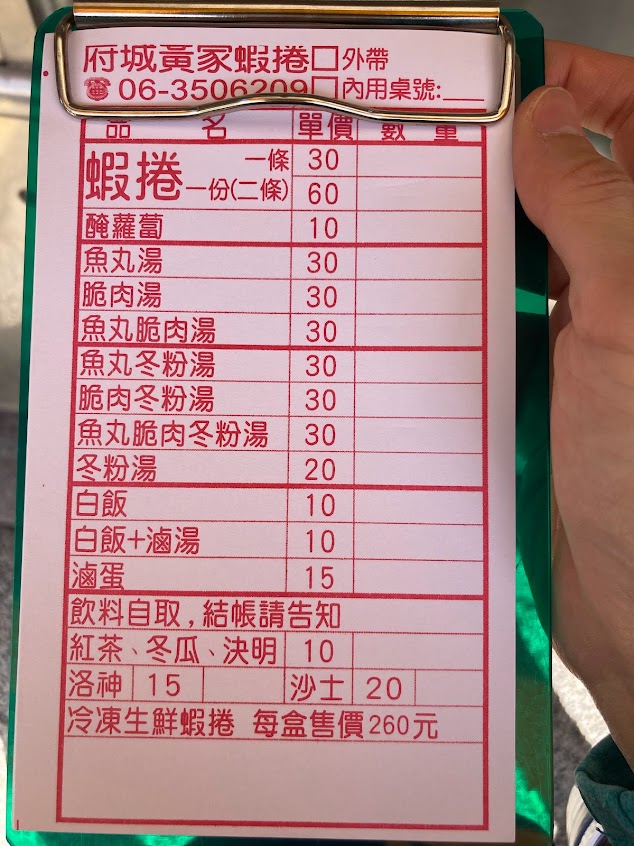 府城黃家蝦捲□外帶
☎06-3506209□內用桌號:__
品名 單價 數量
蝦捲 一條 30
一份(二條) 60
醃蘿蔔 10
魚丸湯 30
脆肉湯 30
魚丸脆肉湯 30
魚丸冬粉湯 30
脆肉冬粉湯 30
魚丸脆肉冬粉湯 30
冬粉湯 20
白飯 10
白飯+滷湯 10
滷蛋 15
飲料自取,結帳請告知
紅茶、冬瓜、決明 10
洛神 15 沙士 20
冷凍生鮮蝦捲 每盒售價260元